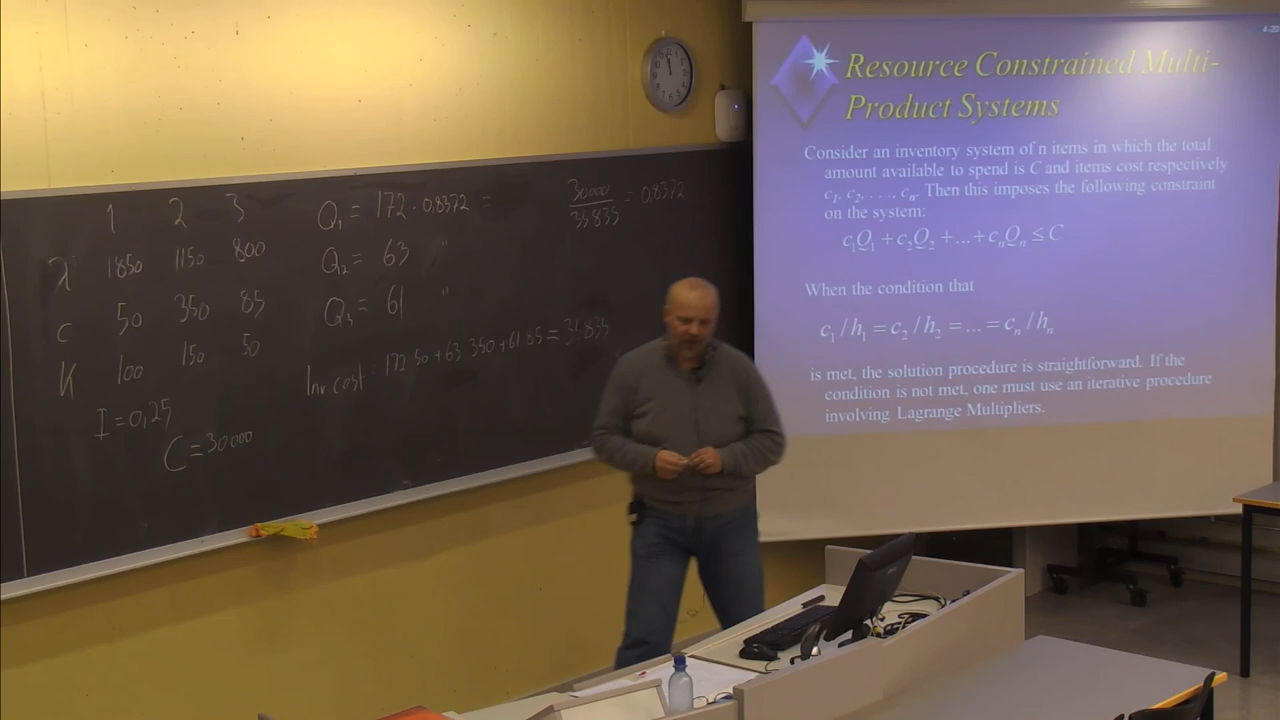 1 2 3
λ 1850 1150 800
c 50 350 85
K 100 150 50
I = 0,25
C = 30000
Q₁ = 172 · 0,8372 =
Q₂ = 63 "
Q₃ = 61 "
Inv cost: 172 50 + 63 350 + 61 85 = 35.835
30000 / 35835 = 0,8372
4-22
Resource Constrained Multi-
Product Systems
Consider an inventory system of n items in which the total
amount available to spend is C and items cost respectively
c₁, c₂, . . ., cₙ. Then this imposes the following constraint
on the system:
c₁Q₁ + c₂Q₂ + ... + cₙQₙ ≤ C
When the condition that
c₁ / h₁ = c₂ / h₂ = ... = cₙ / hₙ
is met, the solution procedure is straightforward. If the
condition is not met, one must use an iterative procedure
involving Lagrange Multipliers.